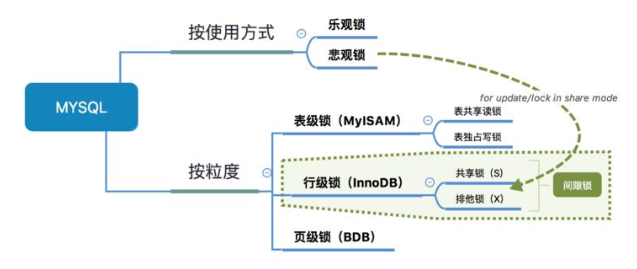 MYSQL
按使用方式
乐观锁
悲观锁
for update/lock in share mode
按粒度
表级锁（MyISAM）
表共享读锁
表独占写锁
行级锁（InnoDB）
共享锁（S）
排他锁（X）
间隙锁
页级锁（BDB）